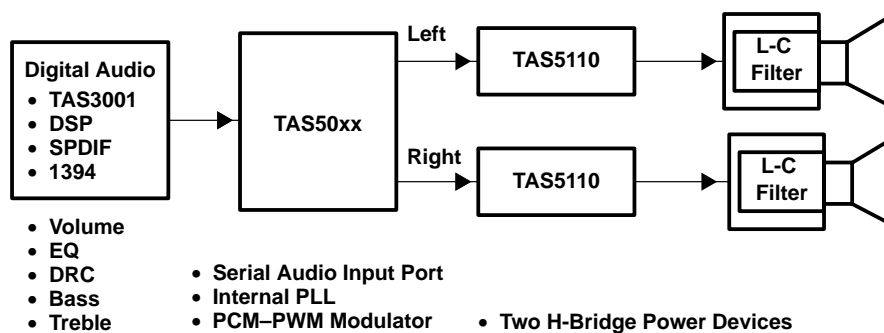 Digital Audio
• TAS3001
• DSP
• SPDIF
• 1394
TAS50xx
Left
Right
TAS5110
TAS5110
L-C
Filter
L-C
Filter
• Volume
• EQ
• DRC
• Bass
• Treble
• Serial Audio Input Port
• Internal PLL
• PCM–PWM Modulator
• Two H-Bridge Power Devices